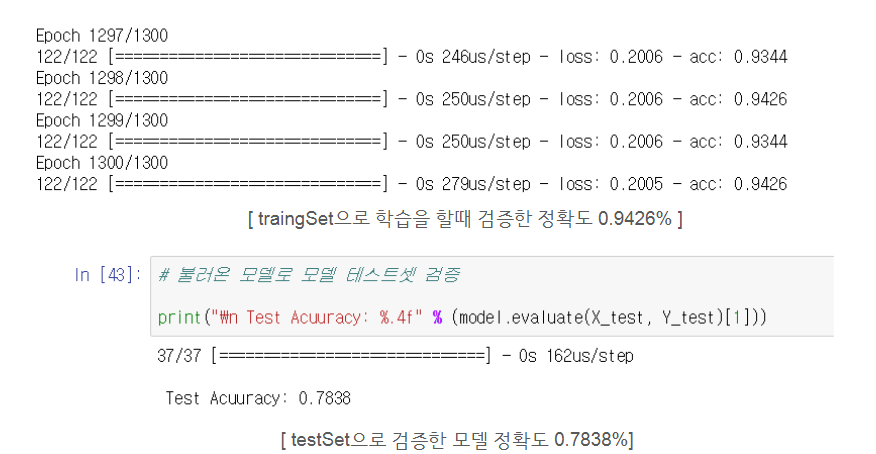 Epoch 1297/1300
122/122 [==============================] - 0s 246us/step - loss: 0.2006 - acc: 0.9344
Epoch 1298/1300
122/122 [==============================] - 0s 250us/step - loss: 0.2006 - acc: 0.9426
Epoch 1299/1300
122/122 [==============================] - 0s 250us/step - loss: 0.2006 - acc: 0.9344
Epoch 1300/1300
122/122 [==============================] - 0s 279us/step - loss: 0.2005 - acc: 0.9426
[ traingSet으로 학습을 할때 검증한 정확도 0.9426% ]
In [43]: # 불러온 모델로 모델 테스트셋 검증
print("₩n Test Acuuracy: %.4f" % (model.evaluate(X_test, Y_test)[1]))
37/37 [==============================] - 0s 162us/step
Test Acuuracy: 0.7838
[ testSet으로 검증한 모델 정확도 0.7838%]